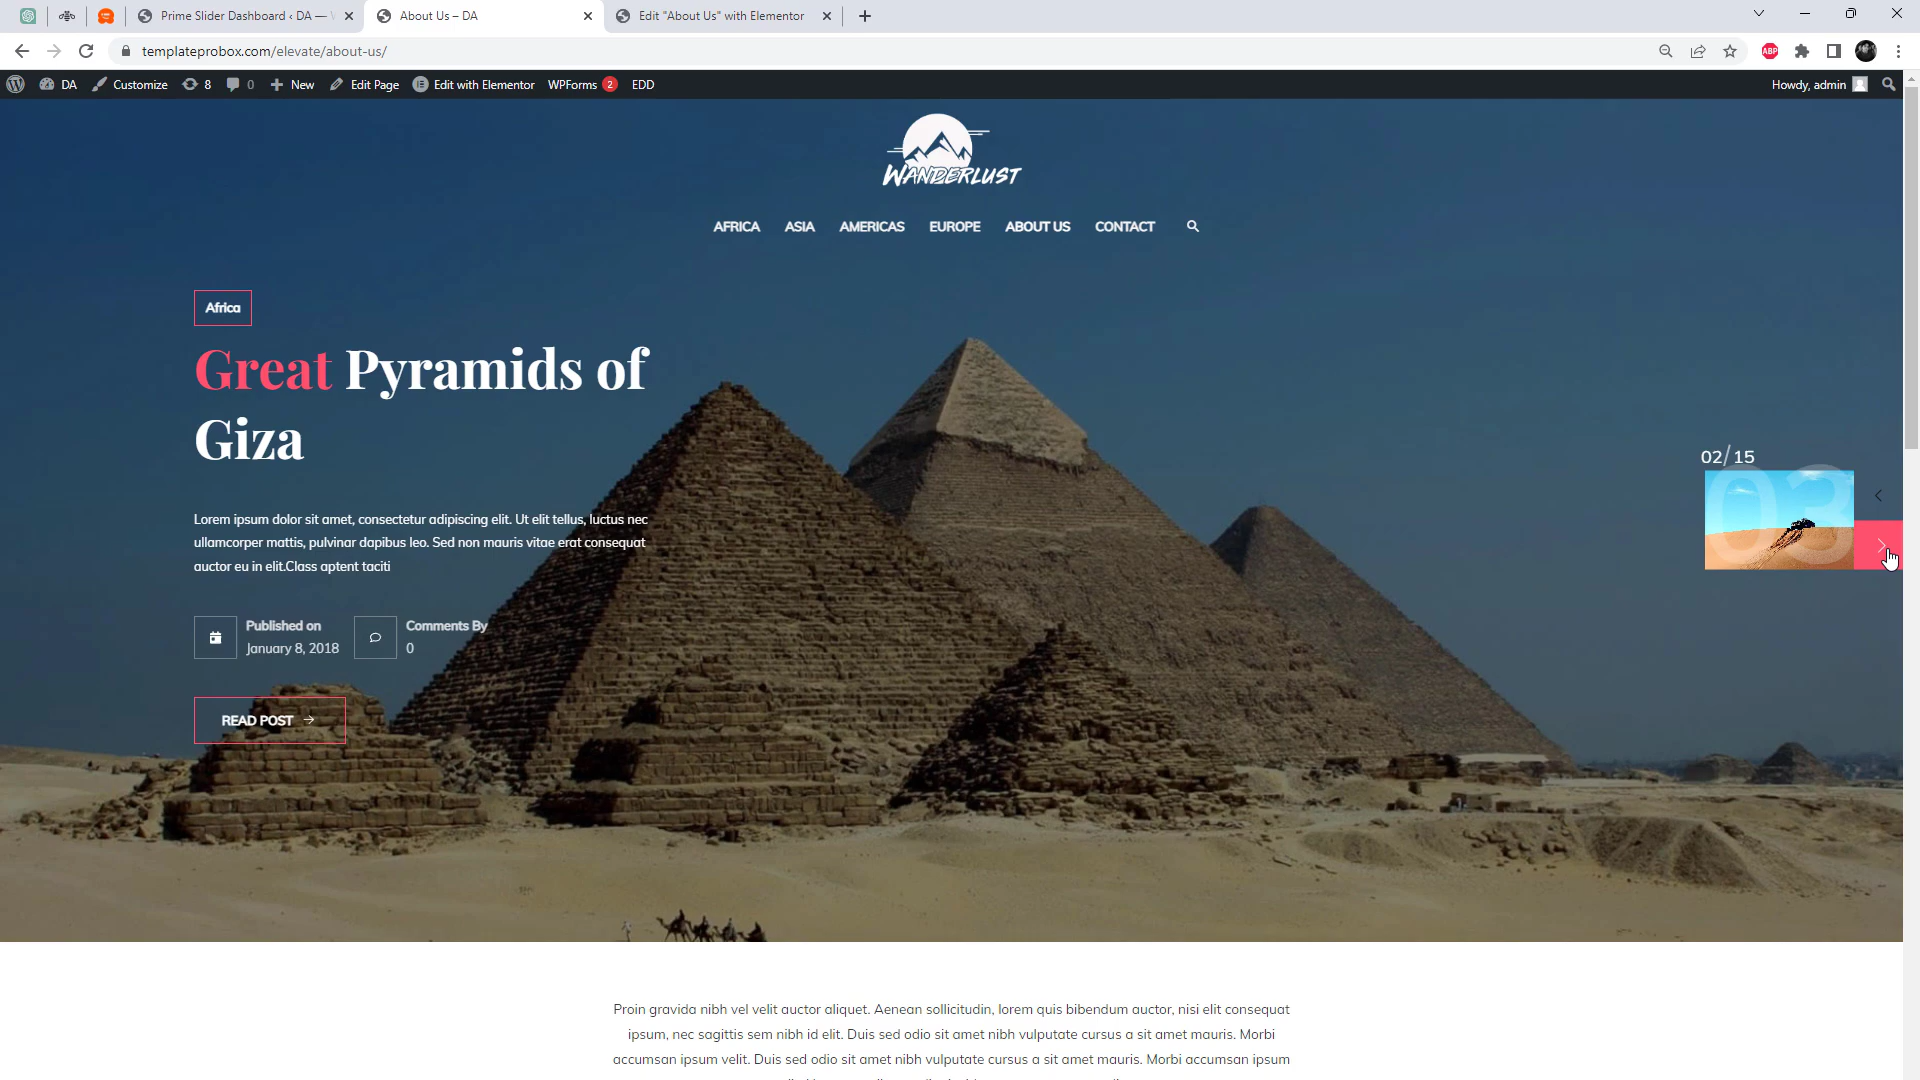 Prime Slider Dashboard ‹ DA —
About Us – DA
Edit "About Us" with Elementor
templateprobox.com/elevate/about-us/
ABP
DA
Customize
8
0
New
Edit Page
Edit with Elementor
WPForms 2
EDD
Howdy, admin
WANDERLUST
AFRICA
ASIA
AMERICAS
EUROPE
ABOUT US
CONTACT
Africa
Great Pyramids of
Giza
02/15
03
Lorem ipsum dolor sit amet, consectetur adipiscing elit. Ut elit tellus, luctus nec
ullamcorper mattis, pulvinar dapibus leo. Sed non mauris vitae erat consequat
auctor eu in elit.Class aptent taciti
Published on
January 8, 2018
Comments By
0
READ POST
Proin gravida nibh vel velit auctor aliquet. Aenean sollicitudin, lorem quis bibendum auctor, nisi elit consequat
ipsum, nec sagittis sem nibh id elit. Duis sed odio sit amet nibh vulputate cursus a sit amet mauris. Morbi
accumsan ipsum velit. Duis sed odio sit amet nibh vulputate cursus a sit amet mauris. Morbi accumsan ipsum